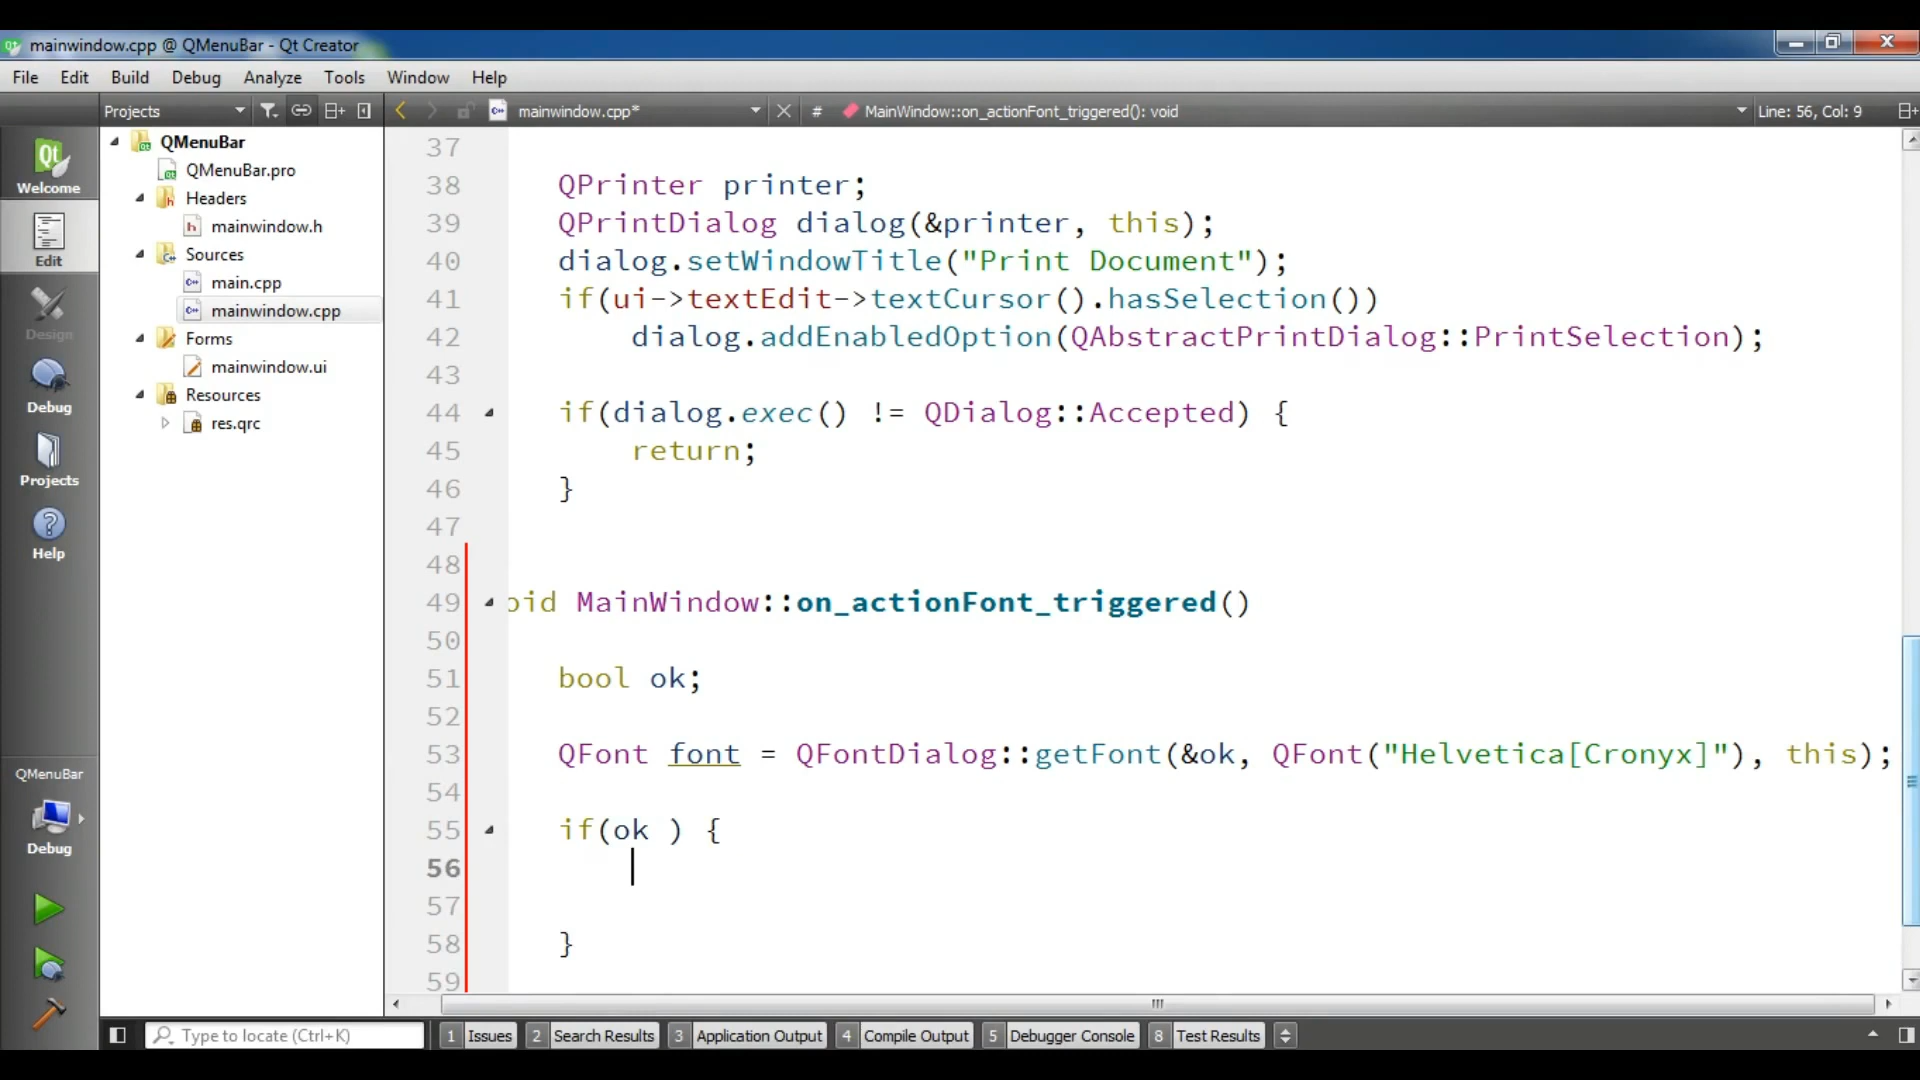 mainwindow.cpp @ QMenuBar - Qt Creator
File Edit Build Debug Analyze Tools Window Help
Projects mainwindow.cpp* # MainWindow::on_actionFont_triggered(): void Line: 56, Col: 9
Welcome
Edit
Design
Debug
Projects
Help
QMenuBar
Debug
QMenuBar
QMenuBar.pro
Headers
mainwindow.h
Sources
main.cpp
mainwindow.cpp
Forms
mainwindow.ui
Resources
res.qrc
37
38 QPrinter printer;
39 QPrintDialog dialog(&printer, this);
40 dialog.setWindowTitle("Print Document");
41 if(ui->textEdit->textCursor().hasSelection())
42 dialog.addEnabledOption(QAbstractPrintDialog::PrintSelection);
43
44 if(dialog.exec() != QDialog::Accepted) {
45 return;
46 }
47
48
49 oid MainWindow::on_actionFont_triggered()
50
51 bool ok;
52
53 QFont font = QFontDialog::getFont(&ok, QFont("Helvetica[Cronyx]"), this);
54
55 if(ok ) {
56
57
58 }
59
Type to locate (Ctrl+K) 1 Issues 2 Search Results 3 Application Output 4 Compile Output 5 Debugger Console 8 Test Results